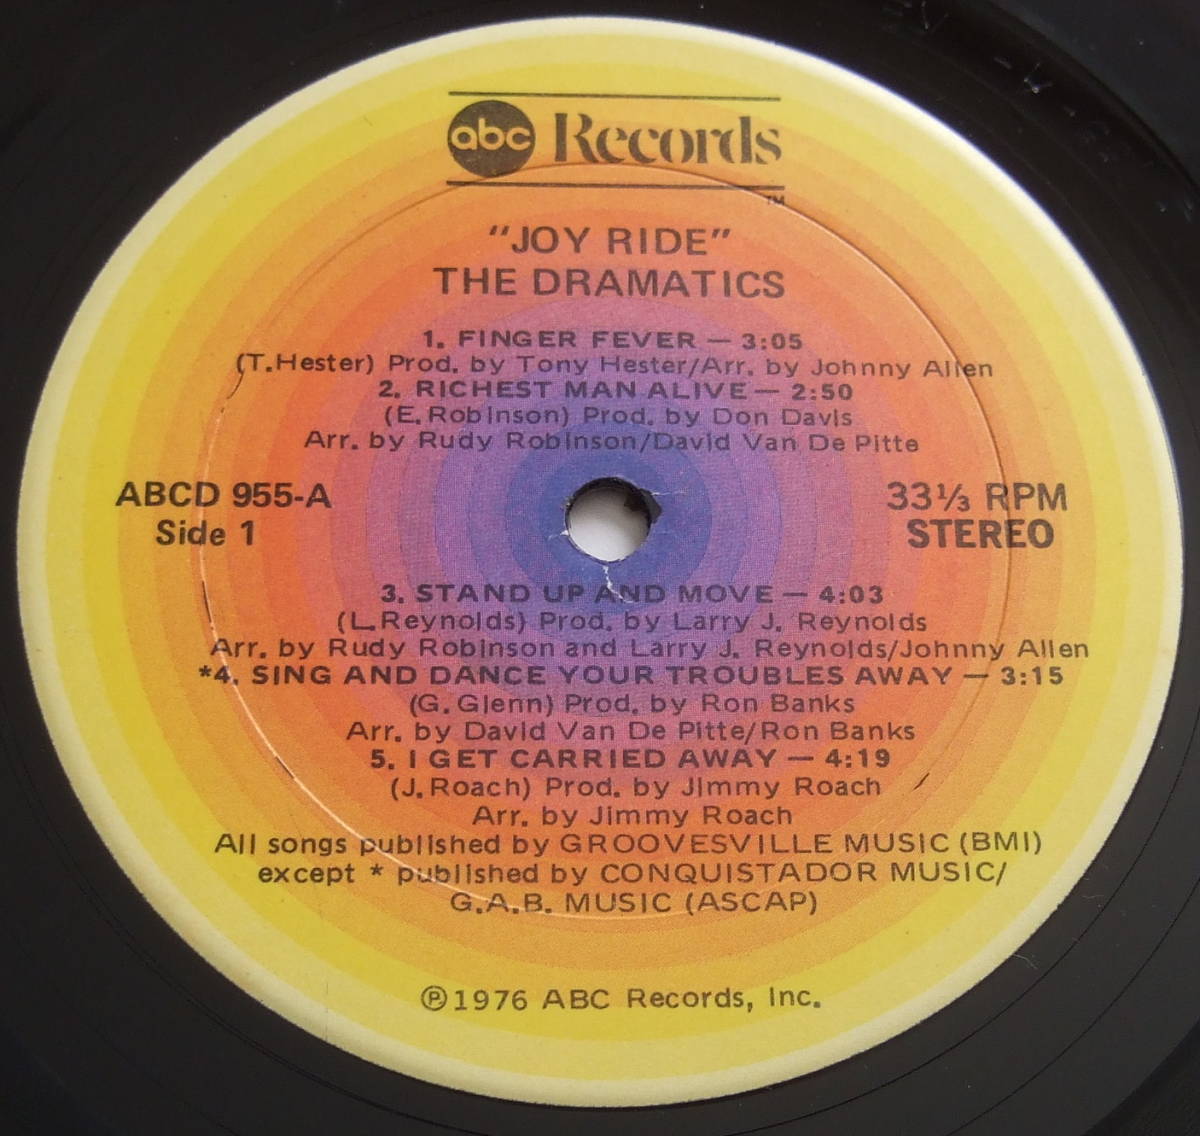 abc Records
TM
"JOY RIDE"
THE DRAMATICS
1. FINGER FEVER — 3:05
(T.Hester) Prod. by Tony Hester/Arr. by Johnny Allen
2. RICHEST MAN ALIVE — 2:50
(E. Robinson) Prod. by Don Davis
Arr. by Rudy Robinson/David Van De Pitte
ABCD 955-A
Side 1
33⅓ RPM
STEREO
3. STAND UP AND MOVE — 4:03
(L.Reynolds) Prod. by Larry J. Reynolds
Arr. by Rudy Robinson and Larry J. Reynolds/Johnny Allen
*4. SING AND DANCE YOUR TROUBLES AWAY — 3:15
(G. Glenn) Prod. by Ron Banks
Arr. by David Van De Pitte/Ron Banks
5. I GET CARRIED AWAY — 4:19
(J. Roach) Prod. by Jimmy Roach
Arr. by Jimmy Roach
All songs published by GROOVESVILLE MUSIC (BMI)
except * published by CONQUISTADOR MUSIC/
G.A.B. MUSIC (ASCAP)
℗1976 ABC Records, Inc.